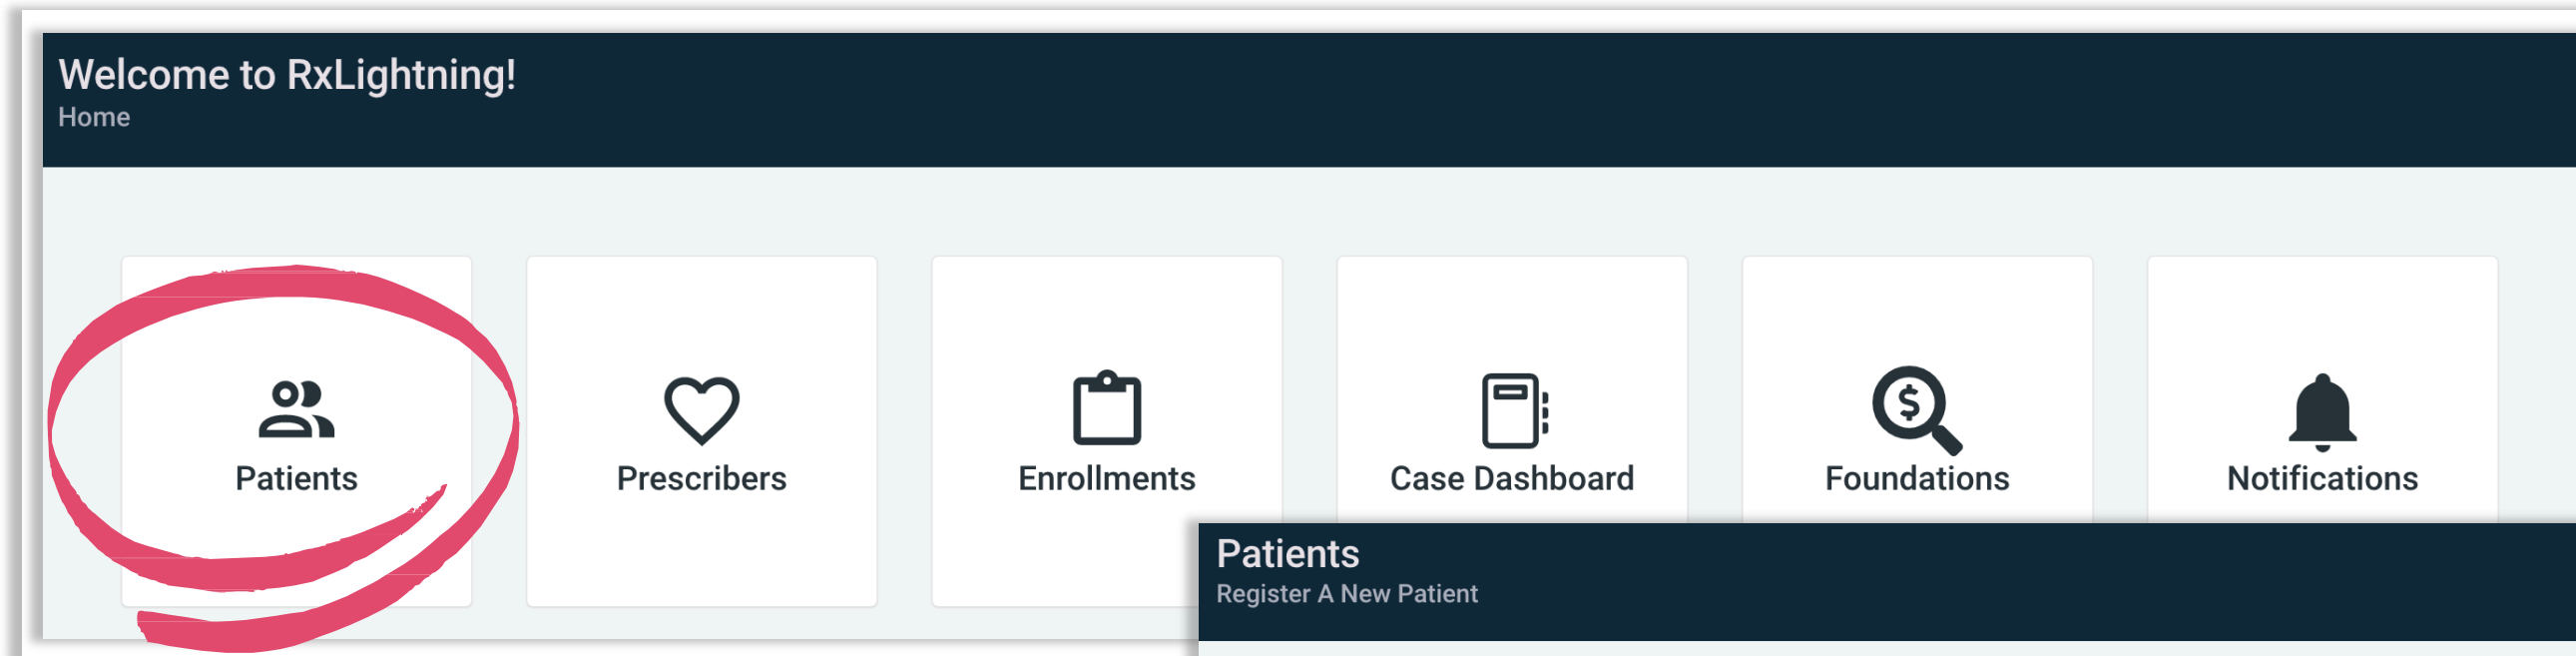 Welcome to RxLightning!
Home
Patients
Prescribers
Enrollments
Case Dashboard
Foundations
$
Notifications
Patients
Register A New Patient